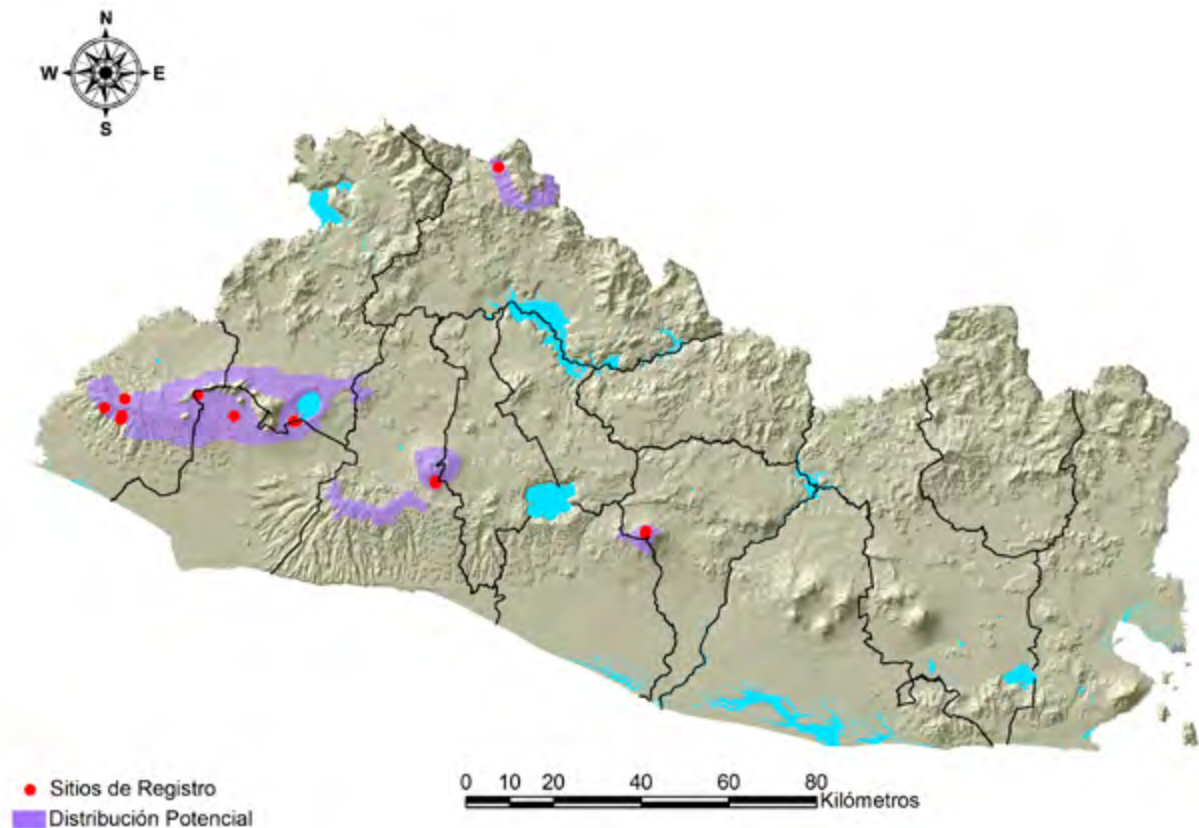 N
W E
S
Sitios de Registro
Distribución Potencial
0 10 20 40 60 80
Kilómetros